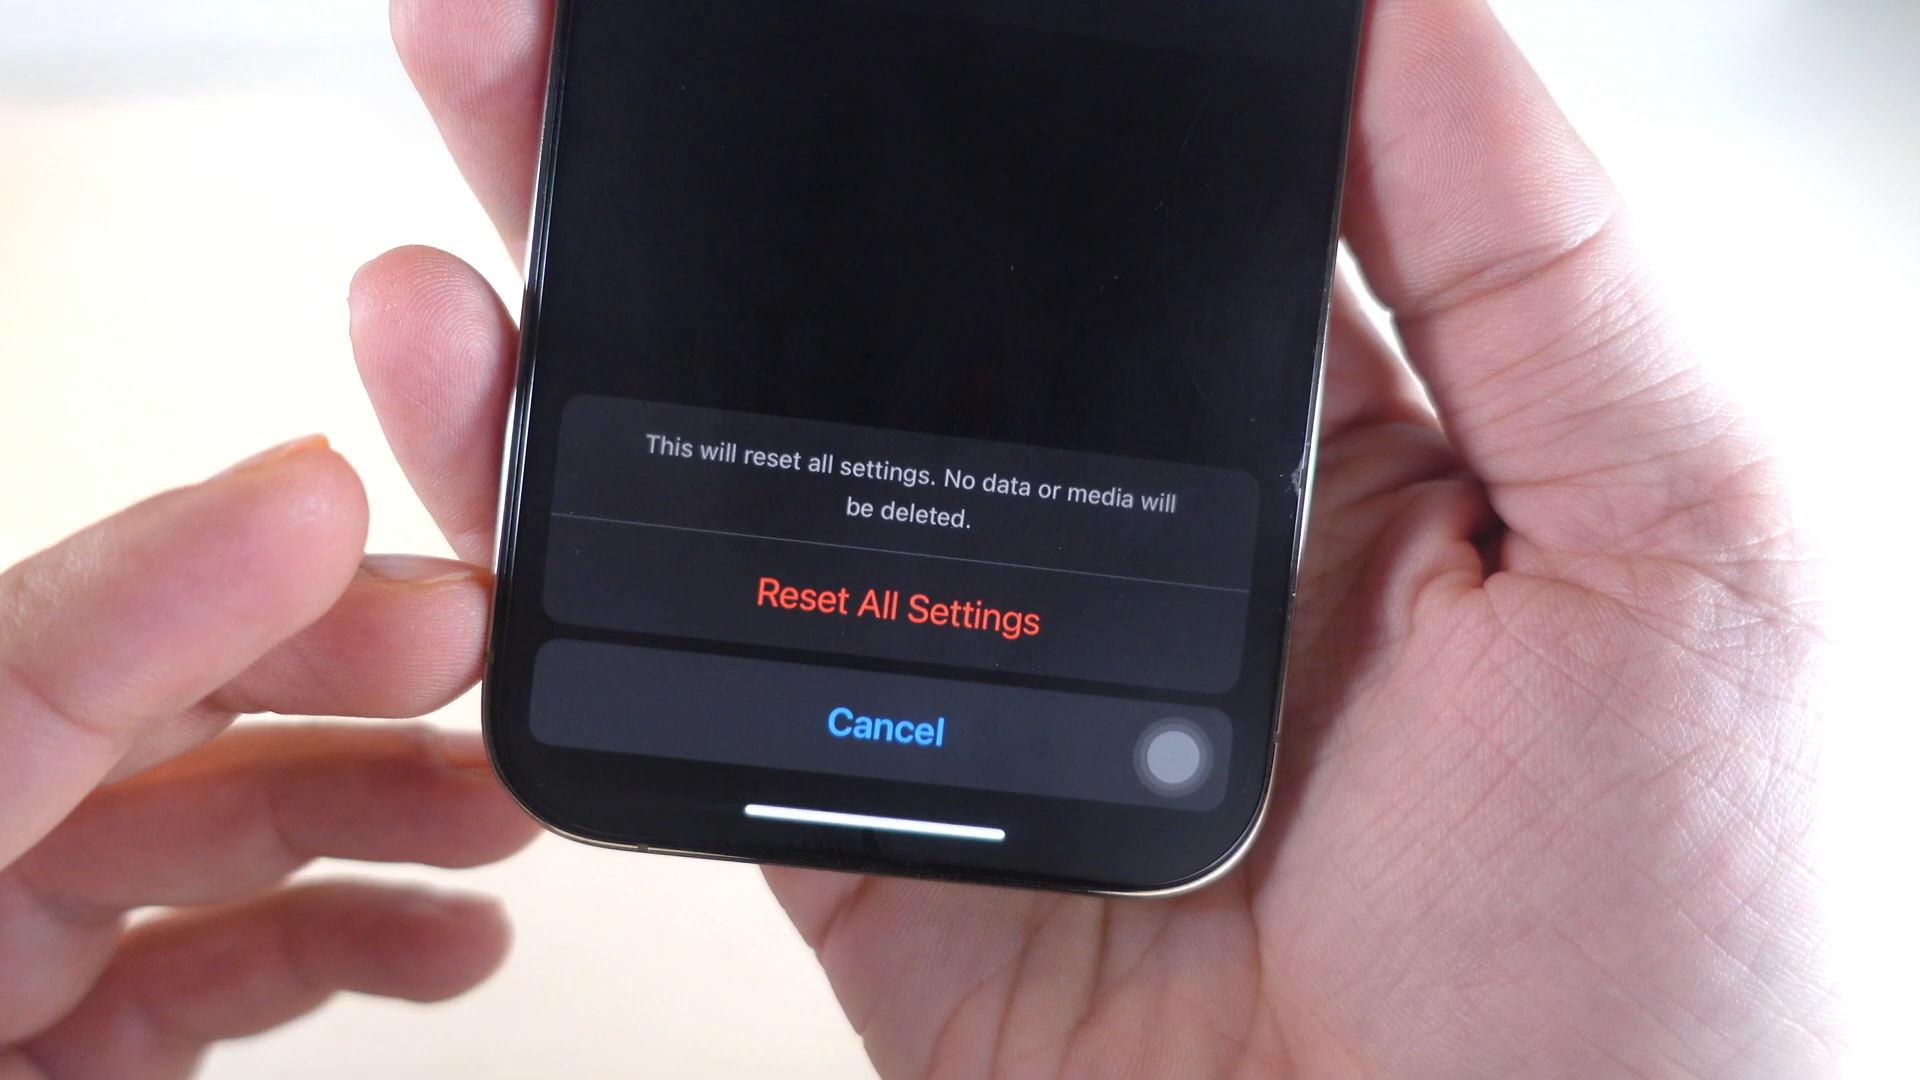 This will reset all settings. No data or media will
be deleted.
Reset All Settings
Cancel